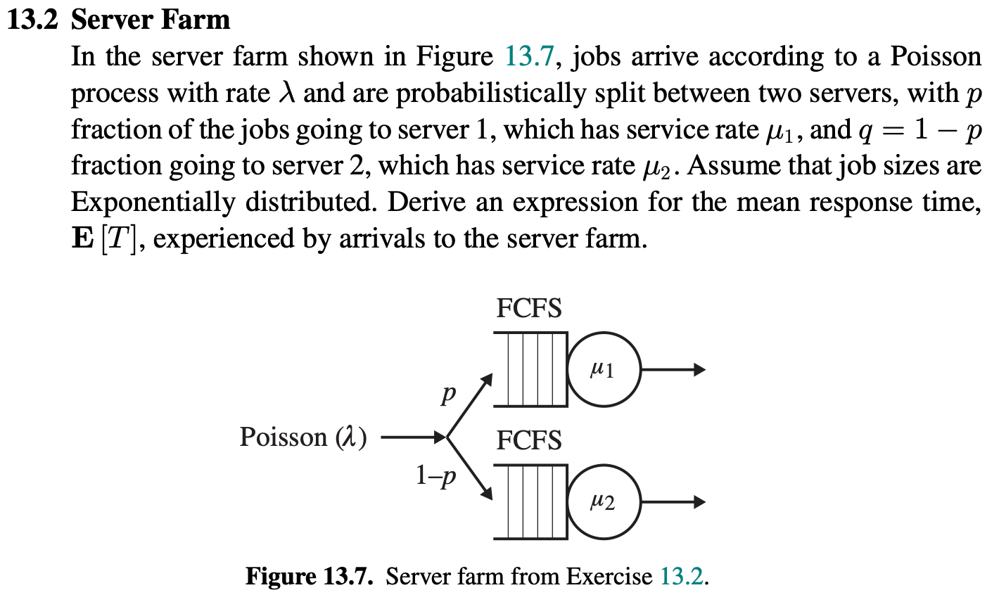 13.2 Server Farm
In the server farm shown in Figure 13.7, jobs arrive according to a Poisson
process with rate λ and are probabilistically split between two servers, with p
fraction of the jobs going to server 1, which has service rate μ₁, and q = 1 − p
fraction going to server 2, which has service rate μ₂. Assume that job sizes are
Exponentially distributed. Derive an expression for the mean response time,
E [T], experienced by arrivals to the server farm.
FCFS
μ1
p
Poisson (λ)
FCFS
1–p
μ2
Figure 13.7. Server farm from Exercise 13.2.